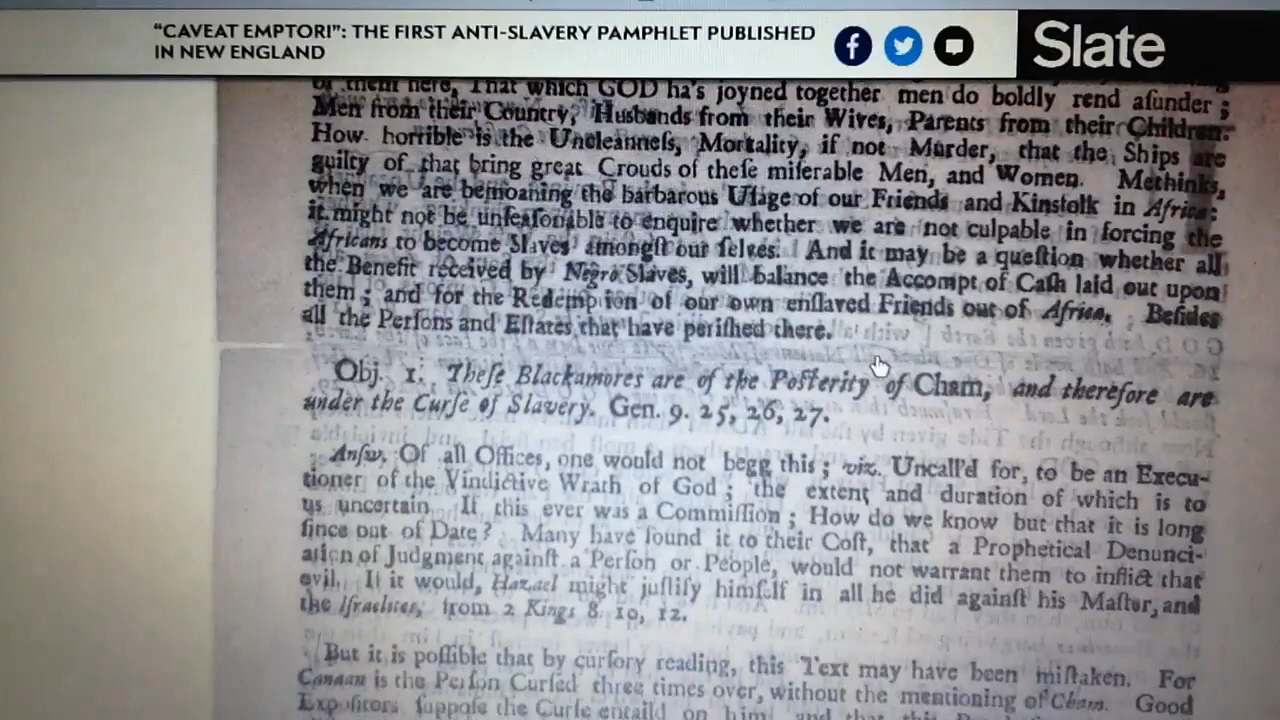 “CAVEAT EMPTOR!”: THE FIRST ANTI-SLAVERY PAMPHLET PUBLISHED
IN NEW ENGLAND
Slate
of them here, That which GOD ha's joyned together men do boldly rend aſunder ;
Men from their Country, Husbands from their Wives, Parents from their Children.
How horrible is the Uncleanneſs, Mortality, if not Murder, that the Ships are
guilty of that bring great Crouds of theſe miſerable Men, and Women. Methinks,
when we are bemoaning the barbarous Uſage of our Friends and Kinsfolk in Africa:
it might not be unſeaſonable to enquire whether we are not culpable in forcing the
Africans to become Slaves amongſt our ſelves. And it may be a queſtion whether all
the Benefit received by Negro Slaves, will balance the Accompt of Caſh laid out upon
them ; and for the Redemp ion of our own enſlaved Friends out of Africa. Beſides
all the Perſons and Eſtates that have periſhed there.
Obj. 1. Theſe Blackamores are of the Poſterity of Cham, and therefore are
under the Curſe of Slavery. Gen. 9. 25, 26, 27.
Anſw. Of all Offices, one would not begg this ; viz. Uncall'd for, to be an Execu-
tioner of the Vindictive Wrath of God ; the extent and duration of which is to
us uncertain If this ever was a Commiſſion ; How do we know but that it is long
ſince out of Date? Many have found it to their Coſt, that a Prophetical Denunci-
ation of Judgment againſt a Perſon or People, would not warrant them to inflict that
evil. If it would, Hazael might juſtify himſelf in all he did againſt his Maſter, and
the Iſraelites, from 2 Kings 8. 10, 12.
But it is poſſible that by curſory reading, this Text may have been miſtaken. For
Canaan is the Perſon Curſed three times over, without the mentioning of Cham. Good
Expoſitors ſuppoſe the Curſe entaild on him, and that this